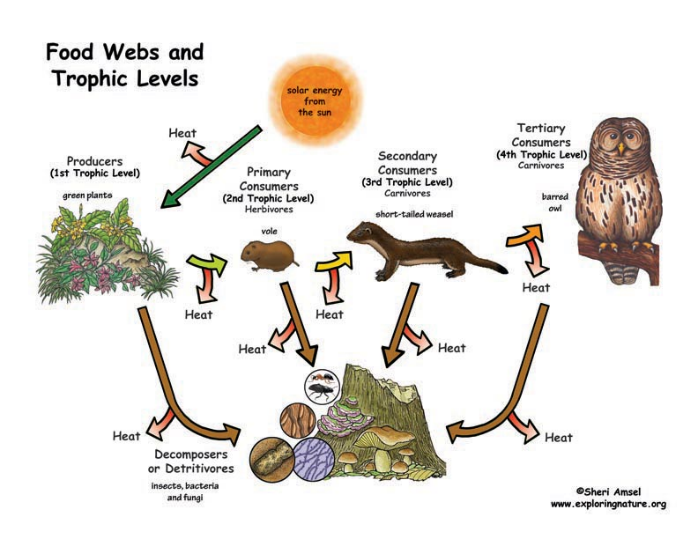 Food Webs and
Trophic Levels
solar energy
from
the sun
Heat
Producers
(1st Trophic Level)
green plants
Primary
Consumers
(2nd Trophic Level)
Herbivores
vole
Secondary
Consumers
(3rd Trophic Level)
Carnivores
short-tailed weasel
Tertiary
Consumers
(4th Trophic Level)
Carnivores
barred
owl
Heat
Heat
Heat
Heat
Heat
Heat
Heat
Decomposers
or Detritivores
insects, bacteria
and fungi
©Sheri Amsel
www.exploringnature.org